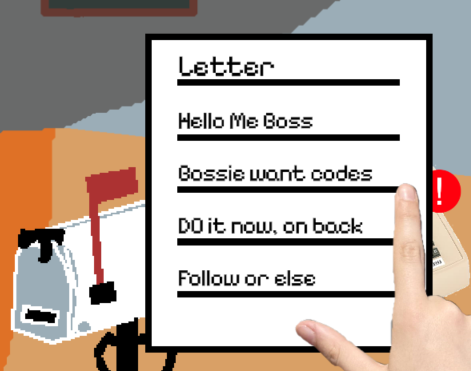 Letter
Hello Me Boss
Bossie want codes
DO it now, on back
Follow or else
!